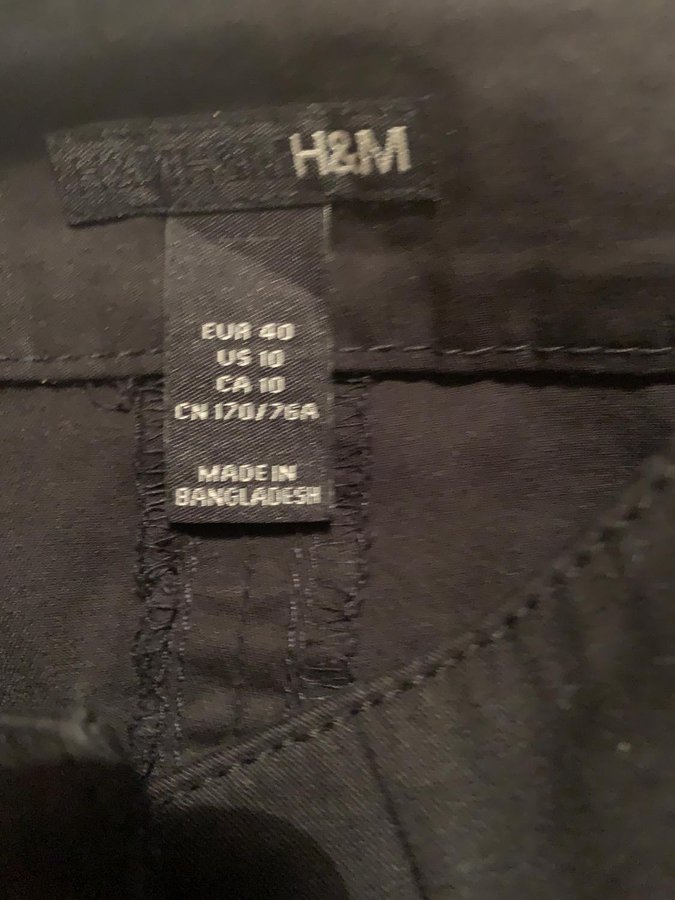 H&M
EUR 40
US 10
CA 10
CN 170/76A
MADE IN
BANGLADESH